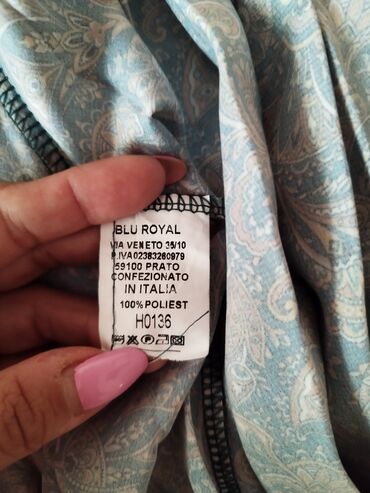 BLU ROYAL
VIA VENETO 35/10
P.IVA02383260979
59100 PRATO
CONFEZIONATO
IN ITALIA
100% POLIEST
H0136